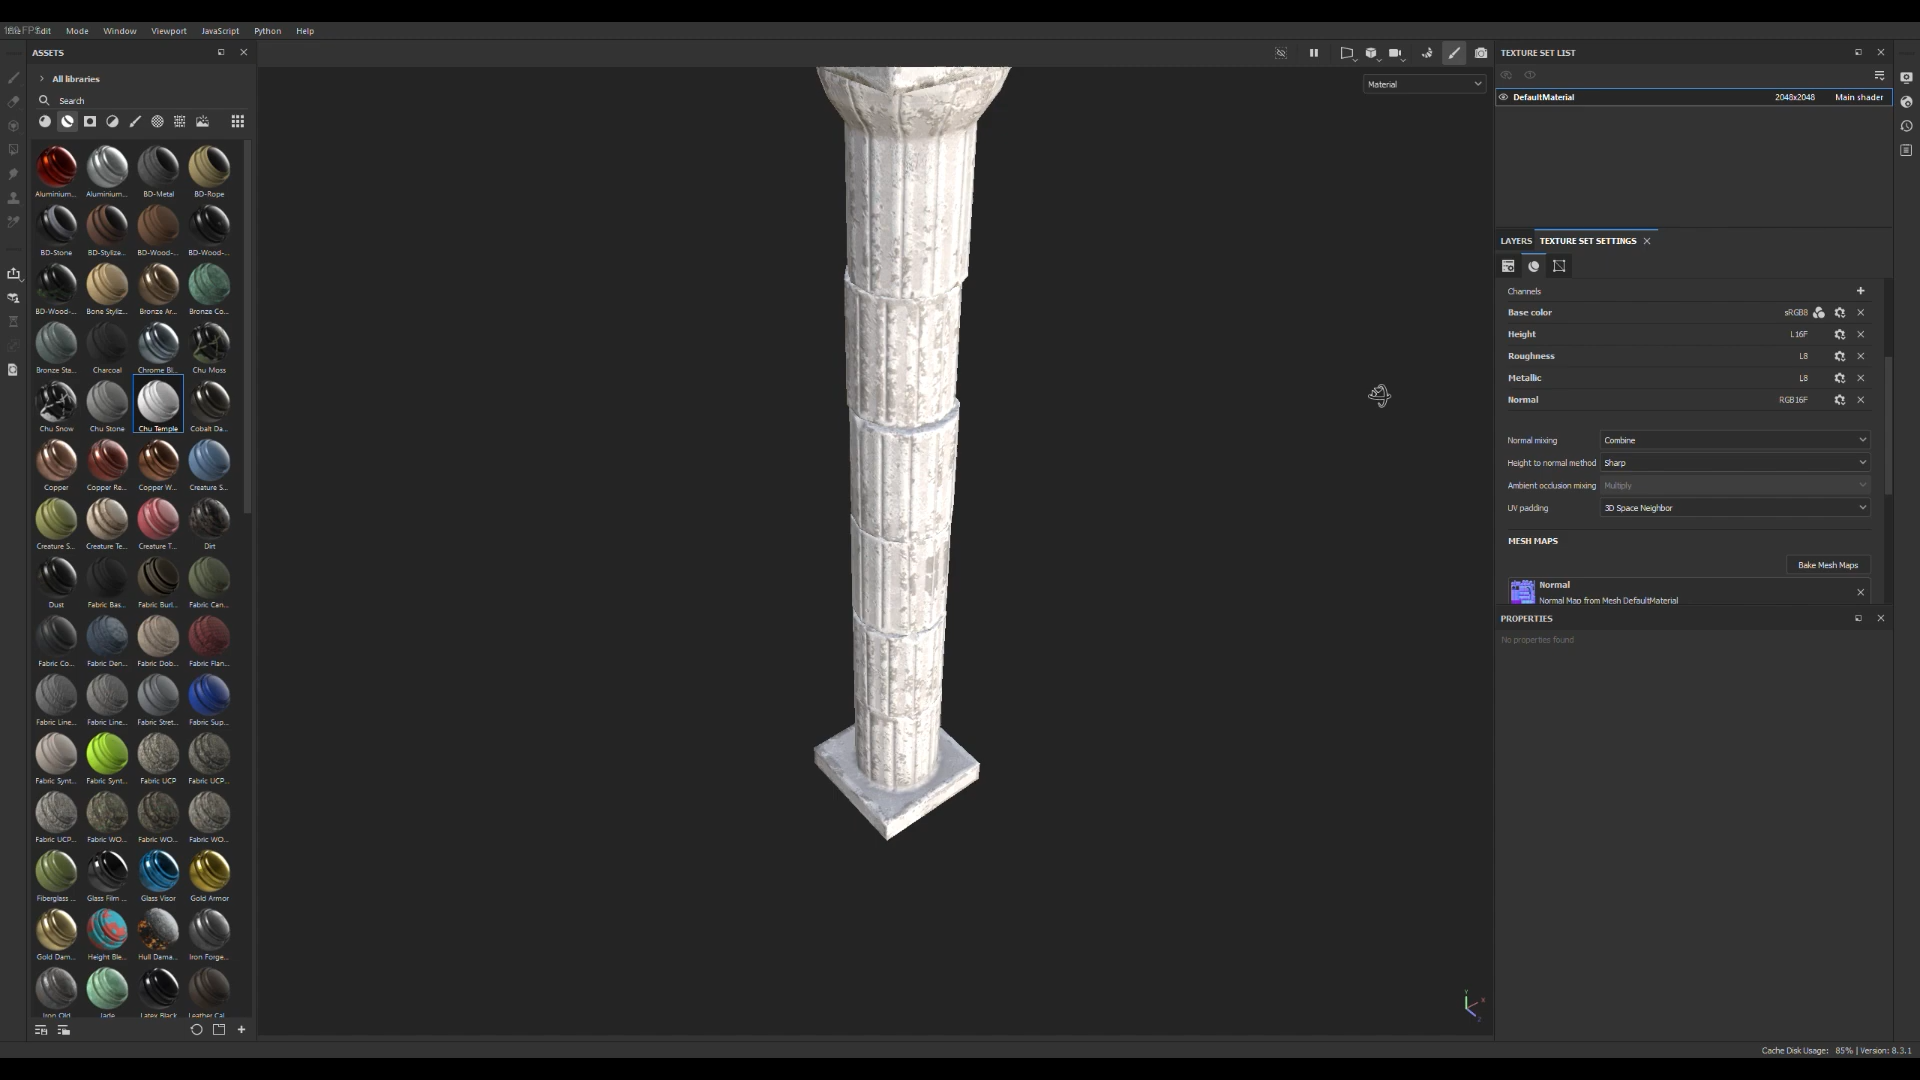 Edit Mode Window Viewport JavaScript Python Help
ASSETS
All libraries
Search
Aluminium... Aluminium... BD-Metal BD-Rope
BD-Stone BD-Stylize... BD-Wood-... BD-Wood-...
BD-Wood-... Bone Styliz... Bronze Ar... Bronze Co...
Bronze Sta... Charcoal Chrome Bl... Chu Moss
Chu Snow Chu Stone Chu Temple Cobalt Da...
Copper Copper Re... Copper W... Creature S...
Creature S... Creature Te... Creature T... Dirt
Dust Fabric Bas... Fabric Burl... Fabric Can...
Fabric Co... Fabric Den... Fabric Dob... Fabric Flan...
Fabric Line... Fabric Line... Fabric Stret... Fabric Sup...
Fabric Synt... Fabric Synt... Fabric UCP Fabric UCP...
Fabric UCP... Fabric WO... Fabric WO... Fabric WO...
Fiberglass ... Glass Film ... Glass Visor Gold Armor
Gold Dam... Height Ble... Hull Dama... Iron Forge...
Iron Old Jade Latex Black Leather Cal...
Material
TEXTURE SET LIST
DefaultMaterial 2048x2048 Main shader
LAYERS TEXTURE SET SETTINGS
Channels
Base color sRGB8
Height L16F
Roughness L8
Metallic L8
Normal RGB16F
Normal mixing Combine
Height to normal method Sharp
Ambient occlusion mixing Multiply
UV padding 3D Space Neighbor
MESH MAPS
Bake Mesh Maps
Normal
Normal Map from Mesh DefaultMaterial
PROPERTIES
No properties found
Y
X
Z
Cache Disk Usage: 85% | Version: 8.3.1